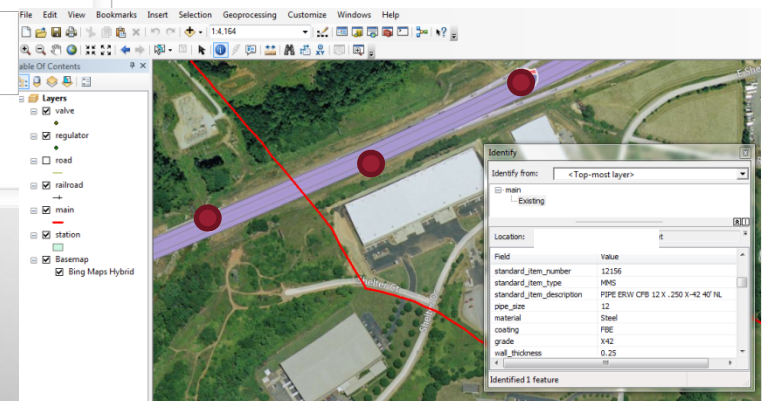 File Edit View Bookmarks Insert Selection Geoprocessing Customize Windows Help
1:4,164
able Of Contents
Layers
valve
regulator
road
railroad
main
station
Basemap
Bing Maps Hybrid
Shelter Ct
Identify
Identify from: <Top-most layer>
main
Existing
Location: t
Field Value
standard_item_number 12156
standard_item_type MMS
standard_item_description PIPE ERW CFB 12 X .250 X-42 40' NL
pipe_size 12
material Steel
coating FBE
grade X42
wall_thickness 0.25
Identified 1 feature